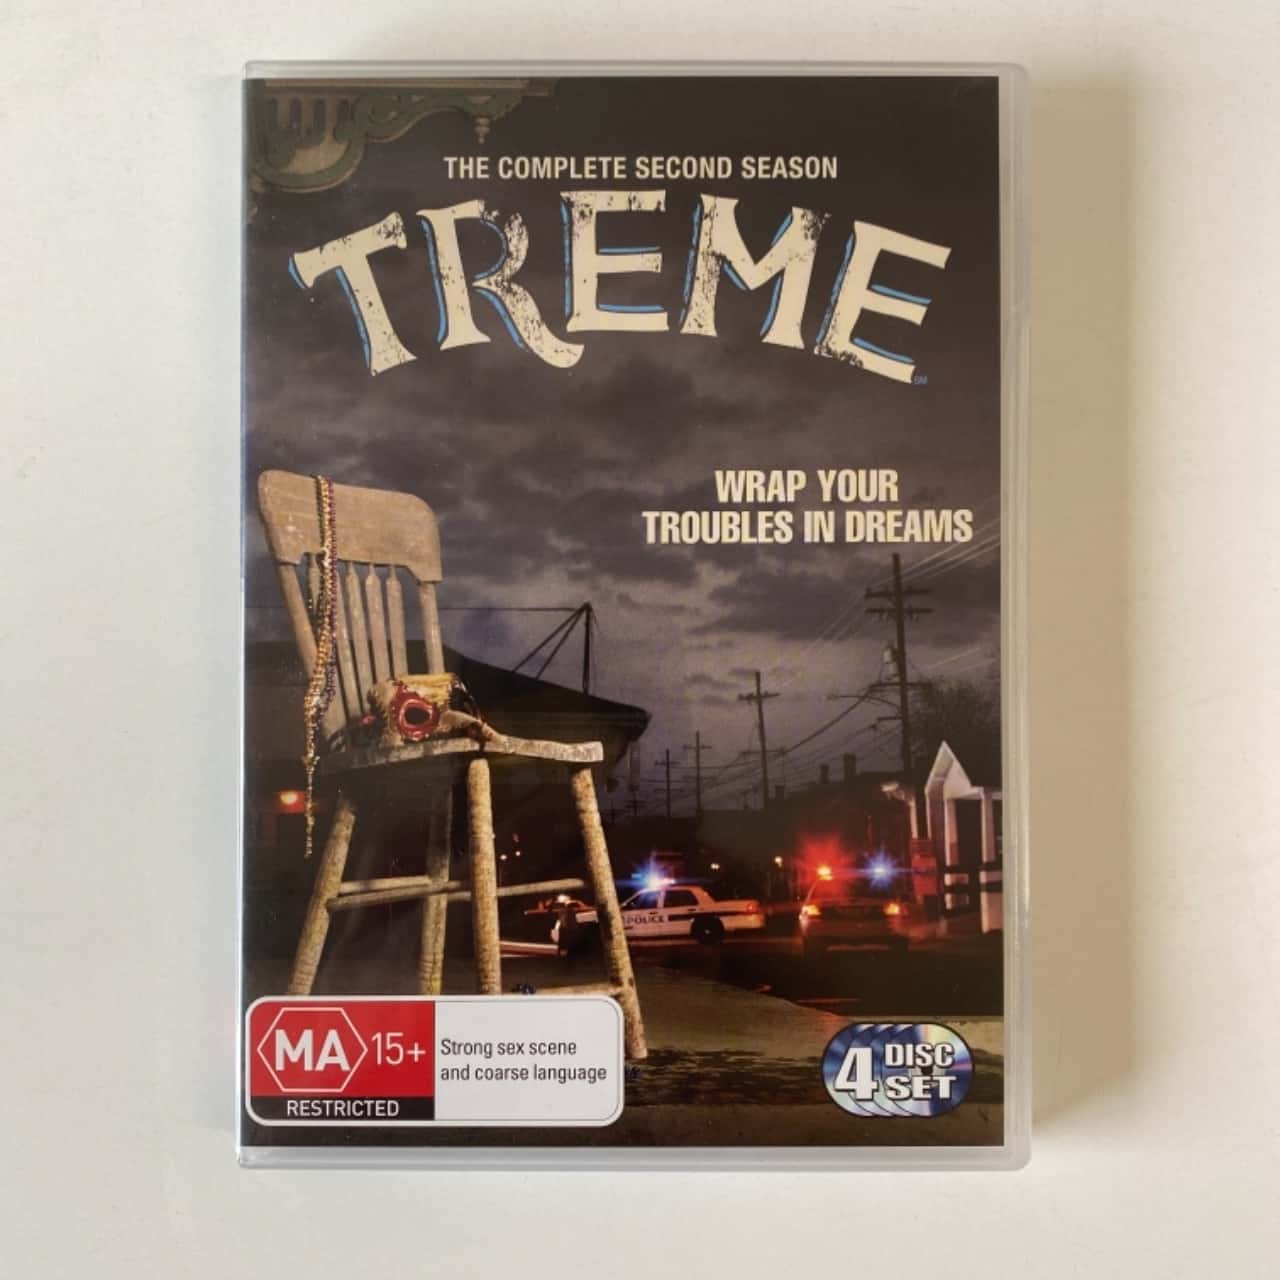 THE COMPLETE SECOND SEASON
TREME
SM
WRAP YOUR
TROUBLES IN DREAMS
POLICE
MA 15+
RESTRICTED
Strong sex scene
and coarse language
4 DISC
SET